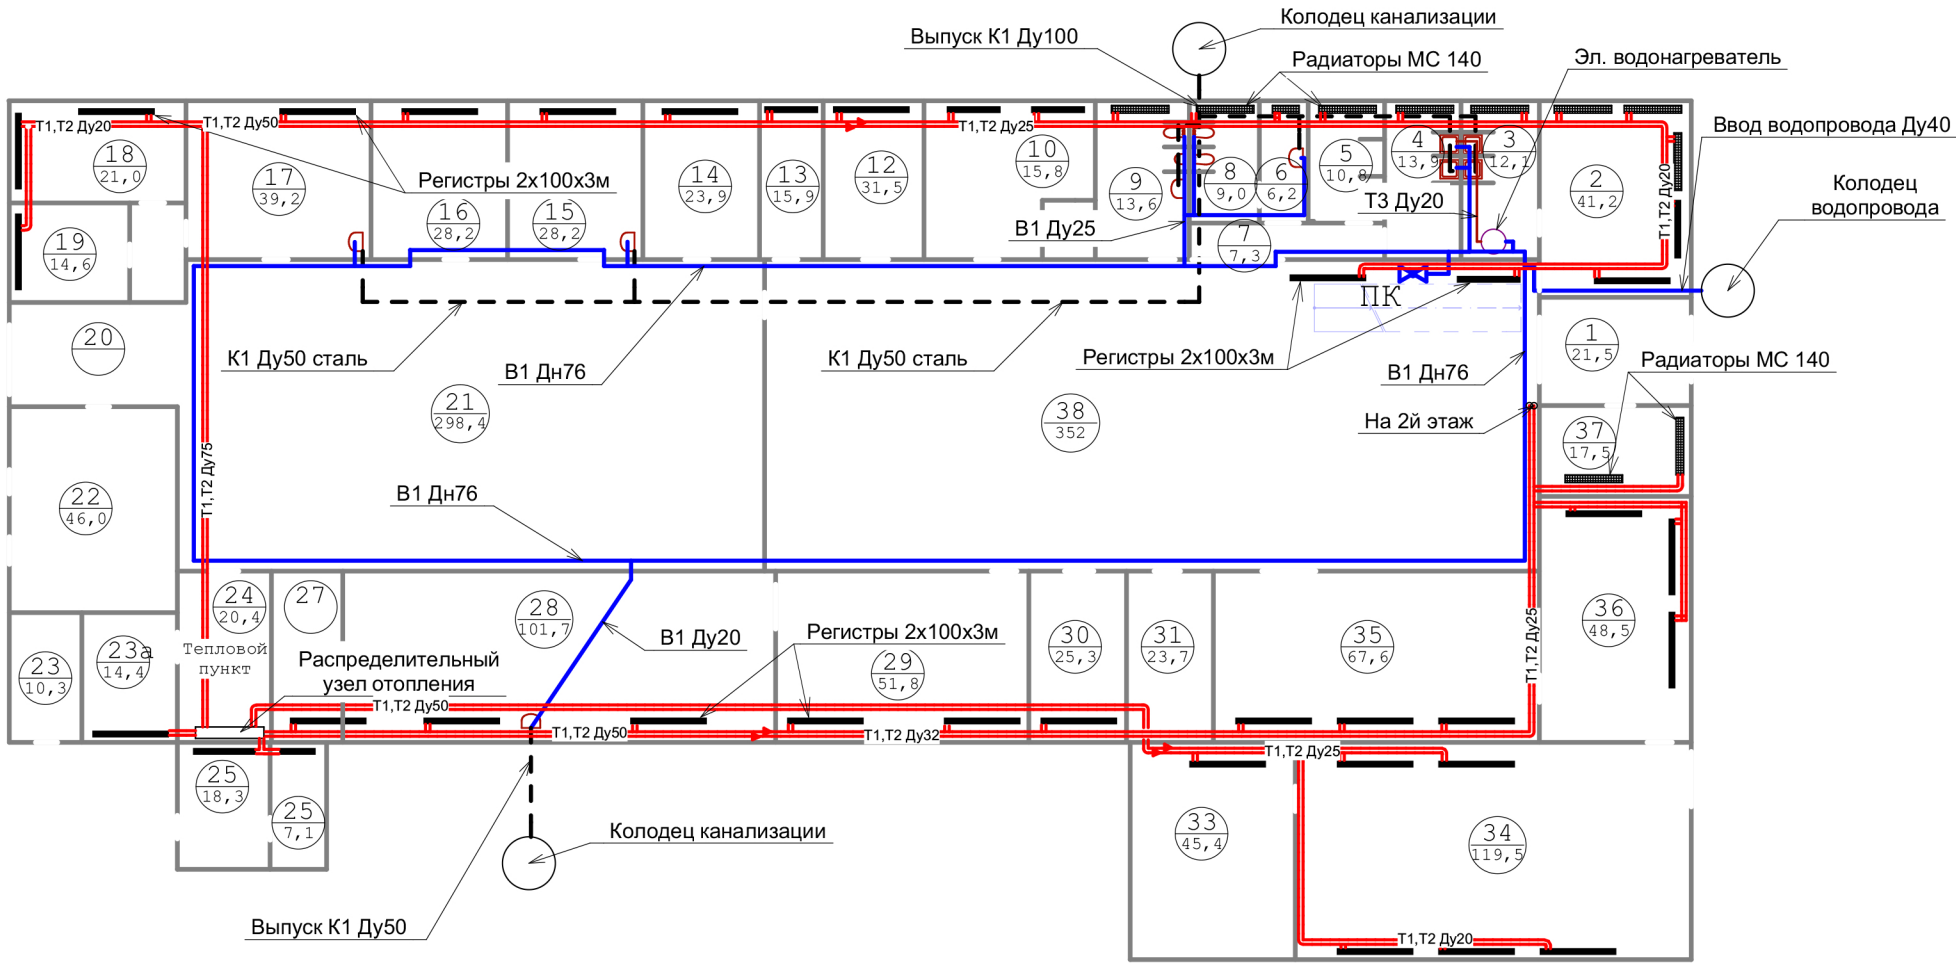 Колодец канализации
Выпуск К1 Ду100
Радиаторы МС 140
Эл. водонагреватель
Ввод водопровода Ду40
Колодец
водопровода
Т1,Т2 Ду20
Т1,Т2 Ду50
Т1,Т2 Ду25
18
21,0
17
39,2
Регистры 2х100х3м
16
28,2
15
28,2
14
23,9
13
15,9
12
31,5
10
15,8
9
13,6
8
9,0
6
6,2
5
10,8
4
13,9
3
12,1
2
41,2
Т1,Т2 Ду20
Т3 Ду20
В1 Ду25
7
7,3
19
14,6
ПК
20
К1 Ду50 сталь
В1 Дн76
К1 Ду50 сталь
Регистры 2х100х3м
В1 Дн76
1
21,5
Радиаторы МС 140
21
298,4
38
352
На 2й этаж
37
17,5
Т1,Т2 Ду75
22
46,0
В1 Дн76
24
20,4
27
28
101,7
Тепловой
пункт
В1 Ду20
Регистры 2х100х3м
29
51,8
30
25,3
31
23,7
35
67,6
Т1,Т2 Ду25
36
48,5
23
10,3
23а
14,4
Распределительный
узел отопления
Т1,Т2 Ду50
Т1,Т2 Ду50
Т1,Т2 Ду32
Т1,Т2 Ду25
25
18,3
25
7,1
33
45,4
34
119,5
Колодец канализации
Выпуск К1 Ду50
Т1,Т2 Ду20